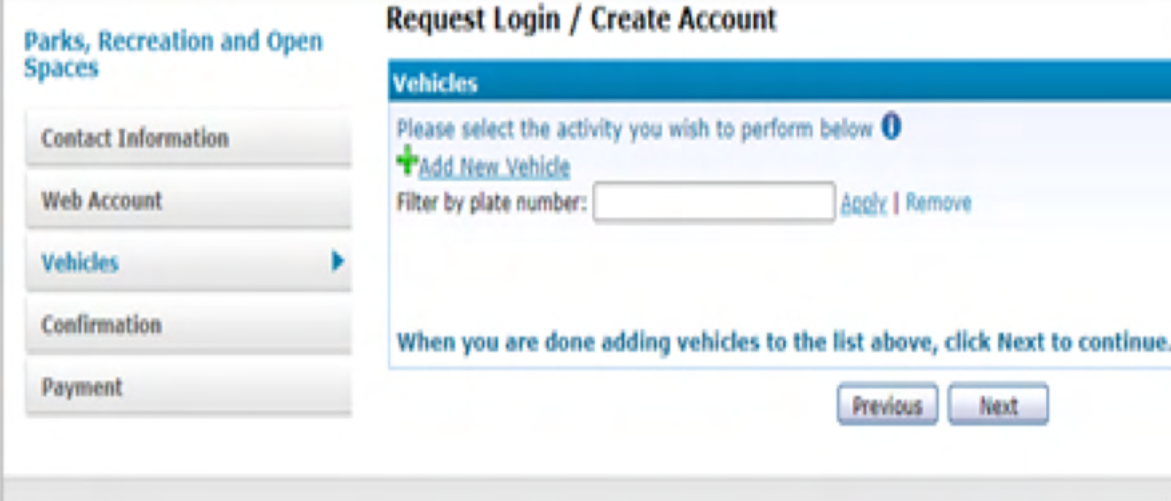 Parks, Recreation and Open
Spaces
Contact Information
Web Account
Vehicles
Confirmation
Payment
Request Login / Create Account
Vehicles
Please select the activity you wish to perform below
Add New Vehicle
Filter by plate number: Apply | Remove
When you are done adding vehicles to the list above, click Next to continue.
Previous Next